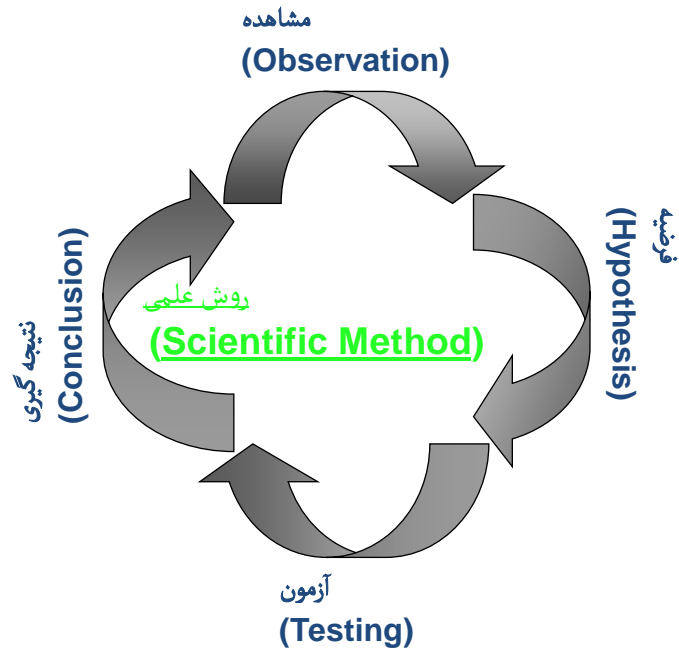 مشاهده
(Observation)
فرضیه
(Hypothesis)
روش علمی
(Scientific Method)
نتیجه گیری
(Conclusion)
آزمون
(Testing)